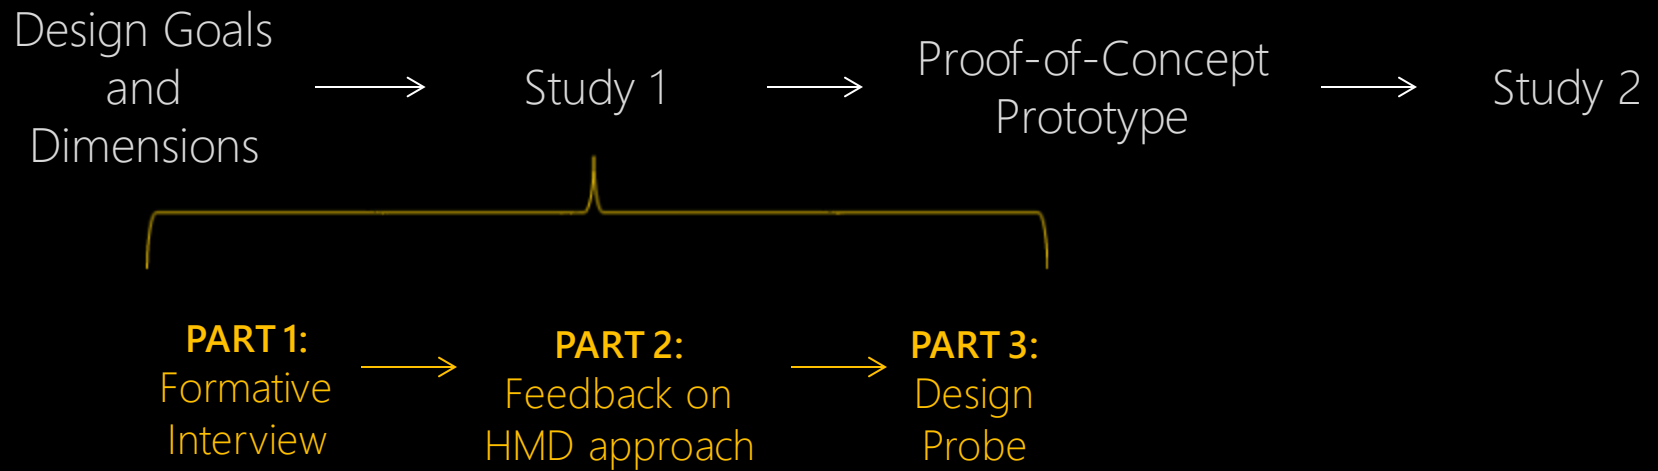 Design Goals
and
Dimensions
Study 1
Proof-of-Concept
Prototype
Study 2
PART 1:
Formative
Interview
PART 2:
Feedback on
HMD approach
PART 3:
Design
Probe